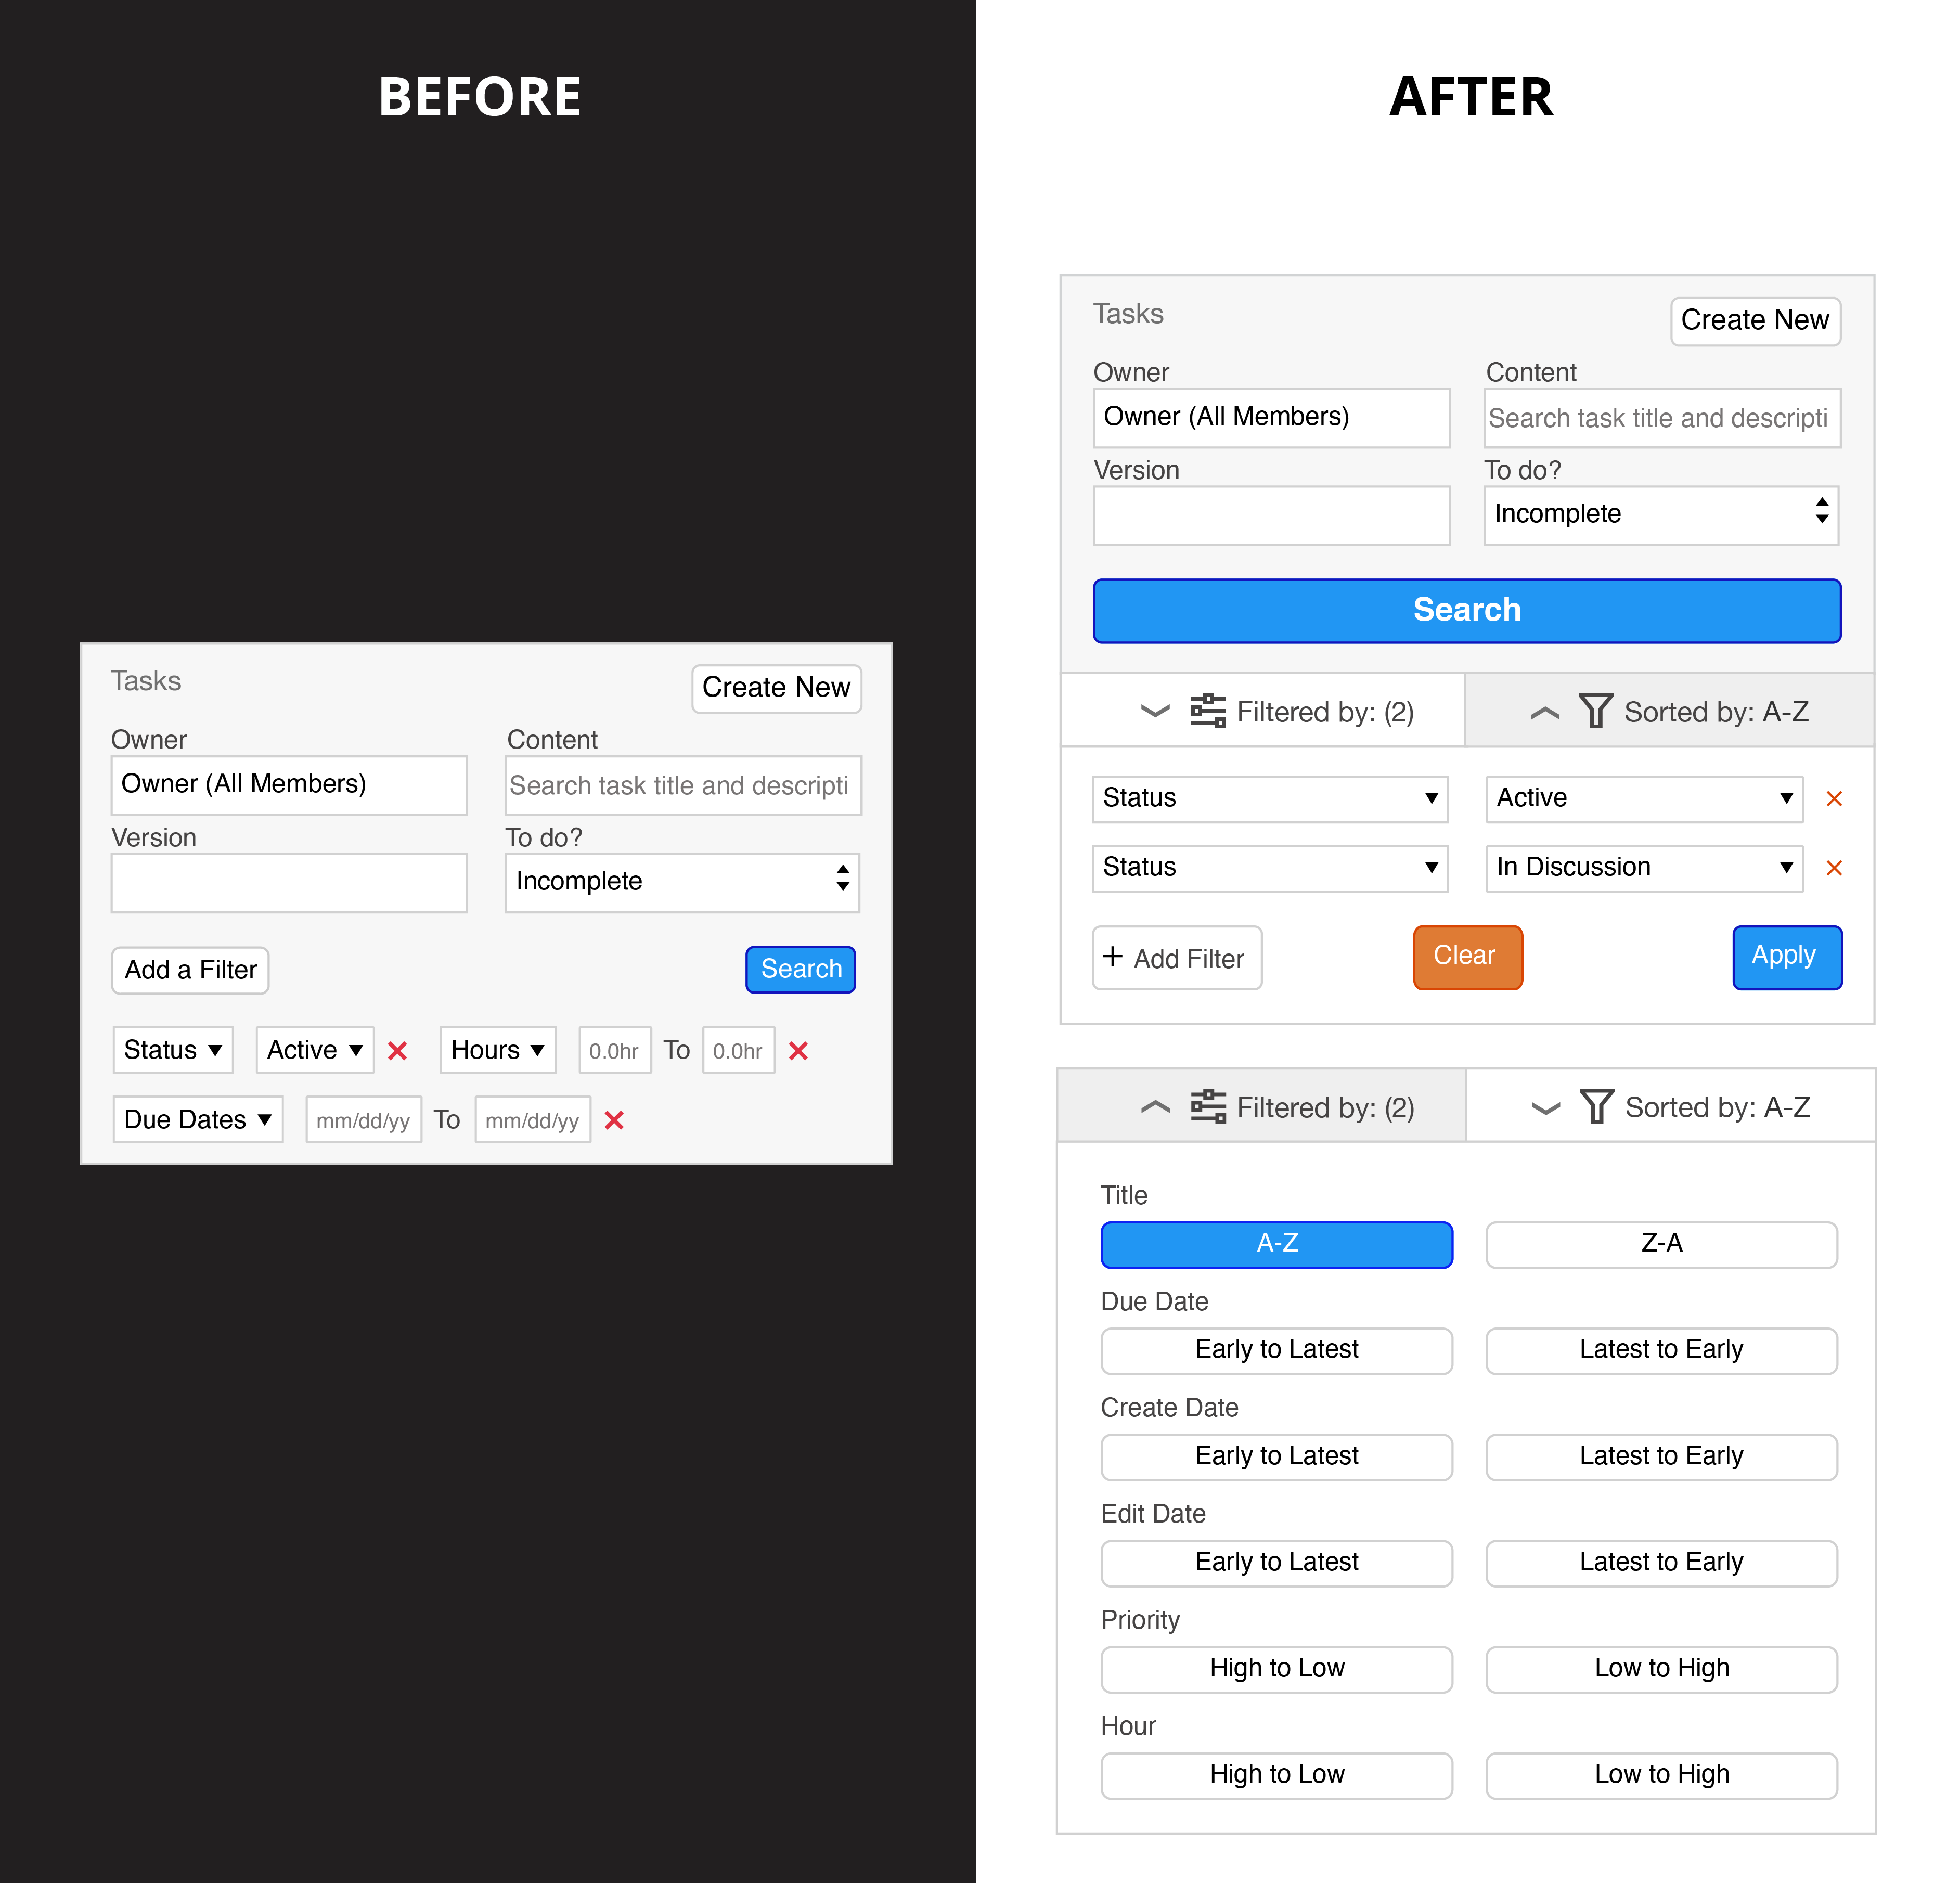 BEFORE
Tasks
Create New
Owner
Content
Owner (All Members)
Search task title and descripti
Version
To do?
Incomplete
Add a Filter
Search
Status Active Hours 0.0hr To 0.0hr
Due Dates mm/dd/yy To mm/dd/yy
AFTER
Tasks
Create New
Owner
Content
Owner (All Members)
Search task title and descripti
Version
To do?
Incomplete
Search
Filtered by: (2)
Sorted by: A-Z
Status Active
Status In Discussion
+ Add Filter
Clear
Apply
Filtered by: (2)
Sorted by: A-Z
Title
A-Z
Z-A
Due Date
Early to Latest
Latest to Early
Create Date
Early to Latest
Latest to Early
Edit Date
Early to Latest
Latest to Early
Priority
High to Low
Low to High
Hour
High to Low
Low to High